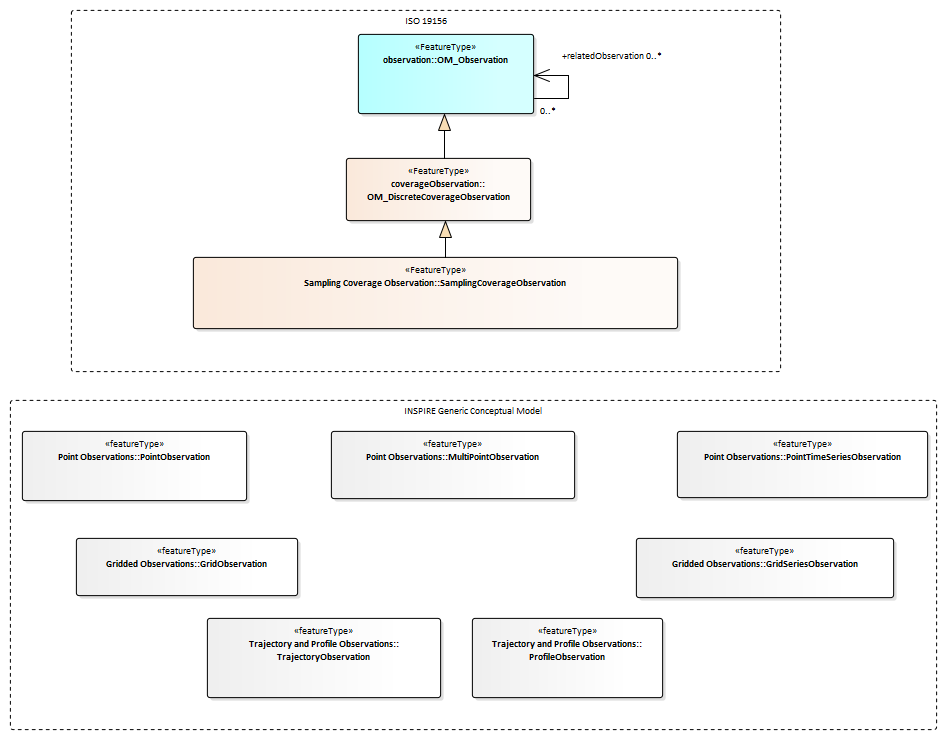 ISO 19156
«FeatureType»
observation::OM_Observation
+relatedObservation 0..*
0..*
«FeatureType»
coverageObservation::
OM_DiscreteCoverageObservation
«FeatureType»
Sampling Coverage Observation::SamplingCoverageObservation
INSPIRE Generic Conceptual Model
«featureType»
Point Observations::PointObservation
«featureType»
Point Observations::MultiPointObservation
«featureType»
Point Observations::PointTimeSeriesObservation
«featureType»
Gridded Observations::GridObservation
«featureType»
Gridded Observations::GridSeriesObservation
«featureType»
Trajectory and Profile Observations::
TrajectoryObservation
«featureType»
Trajectory and Profile Observations::
ProfileObservation